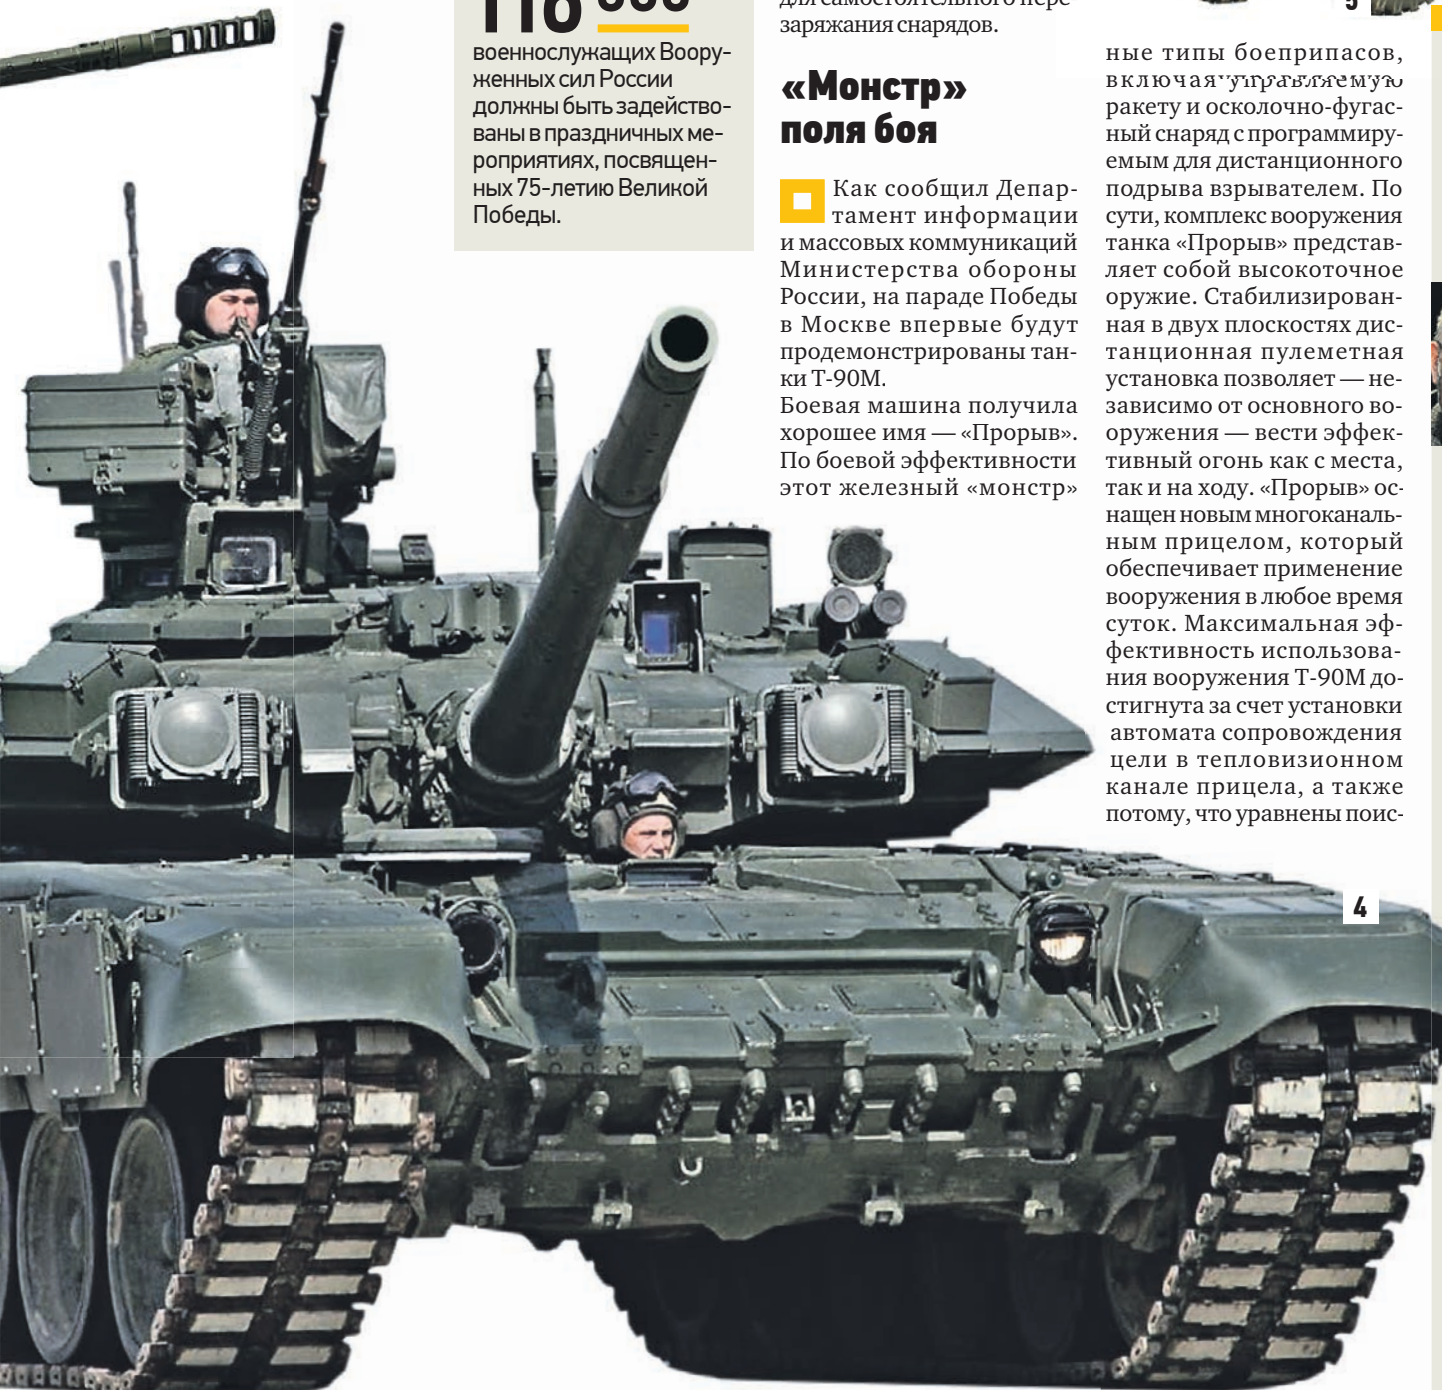 военнослужащих Воору-
женных сил России
должны быть задейство-
ваны в праздничных ме-
роприятиях, посвящен-
ных 75-летию Великой
Победы.
для самостоятельного пере-
заряжания снарядов.
«Монстр»
поля боя
Как сообщил Депар-
тамент информации
и массовых коммуникаций
Министерства обороны
России, на параде Победы
в Москве впервые будут
продемонстрированы тан-
ки Т-90М.
Боевая машина получила
хорошее имя — «Прорыв».
По боевой эффективности
этот железный «монстр»
5
ные типы боеприпасов,
включая управляемую
ракету и осколочно-фугас-
ный снаряд с программиру-
емым для дистанционного
подрыва взрывателем. По
сути, комплекс вооружения
танка «Прорыв» представ-
ляет собой высокоточное
оружие. Стабилизирован-
ная в двух плоскостях дис-
танционная пулеметная
установка позволяет — не-
зависимо от основного во-
оружения — вести эффек-
тивный огонь как с места,
так и на ходу. «Прорыв» ос-
нащен новым многоканаль-
ным прицелом, который
обеспечивает применение
вооружения в любое время
суток. Максимальная эф-
фективность использова-
ния вооружения Т-90М до-
стигнута за счет установки
автомата сопровождения
цели в тепловизионном
канале прицела, а также
потому, что уравнены поис-
4